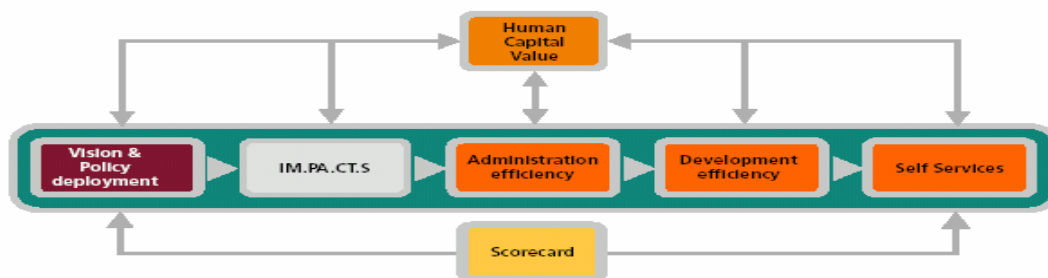 Human
Capital
Value
Vision &
Policy
deployment
IM.PA.CT.S
Administration
efficiency
Development
efficiency
Self Services
Scorecard